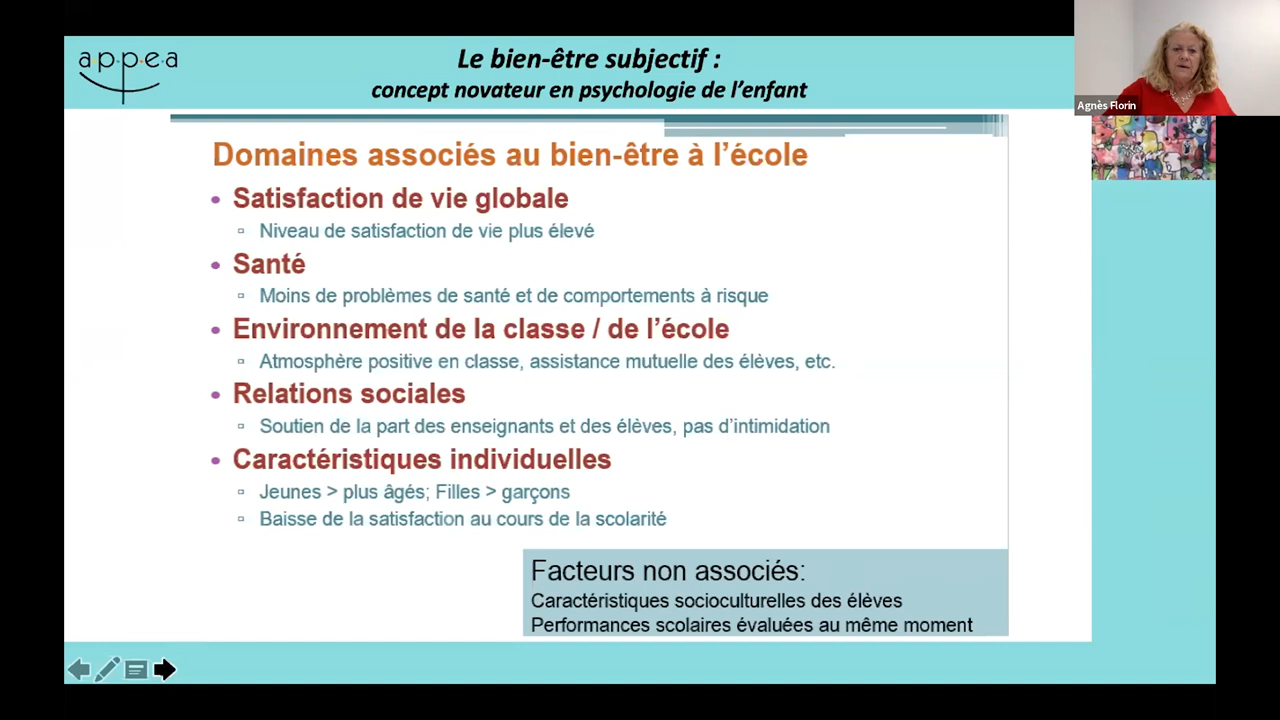 appea
Le bien-être subjectif :
concept novateur en psychologie de l'enfant
Agnès Florin
Domaines associés au bien-être à l'école
• Satisfaction de vie globale
▫ Niveau de satisfaction de vie plus élevé
• Santé
▫ Moins de problèmes de santé et de comportements à risque
• Environnement de la classe / de l'école
▫ Atmosphère positive en classe, assistance mutuelle des élèves, etc.
• Relations sociales
▫ Soutien de la part des enseignants et des élèves, pas d'intimidation
• Caractéristiques individuelles
▫ Jeunes > plus âgés; Filles > garçons
▫ Baisse de la satisfaction au cours de la scolarité
Facteurs non associés:
Caractéristiques socioculturelles des élèves
Performances scolaires évaluées au même moment